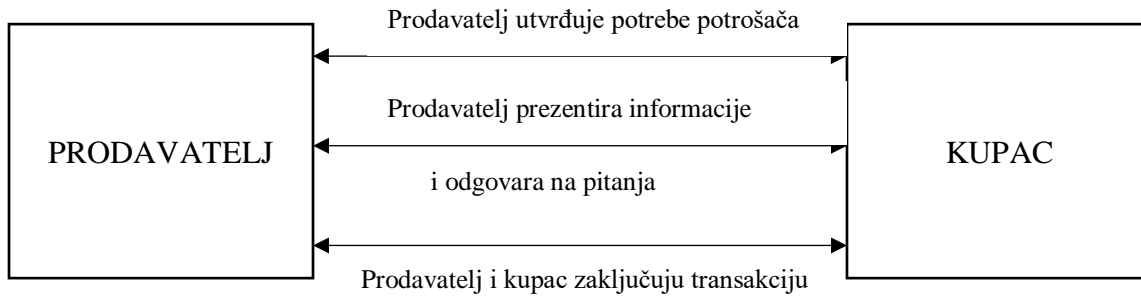 Prodavatelj utvrđuje potrebe potrošača
Prodavatelj prezentira informacije
PRODAVATELJ
KUPAC
i odgovara na pitanja
Prodavatelj i kupac zaključuju transakciju